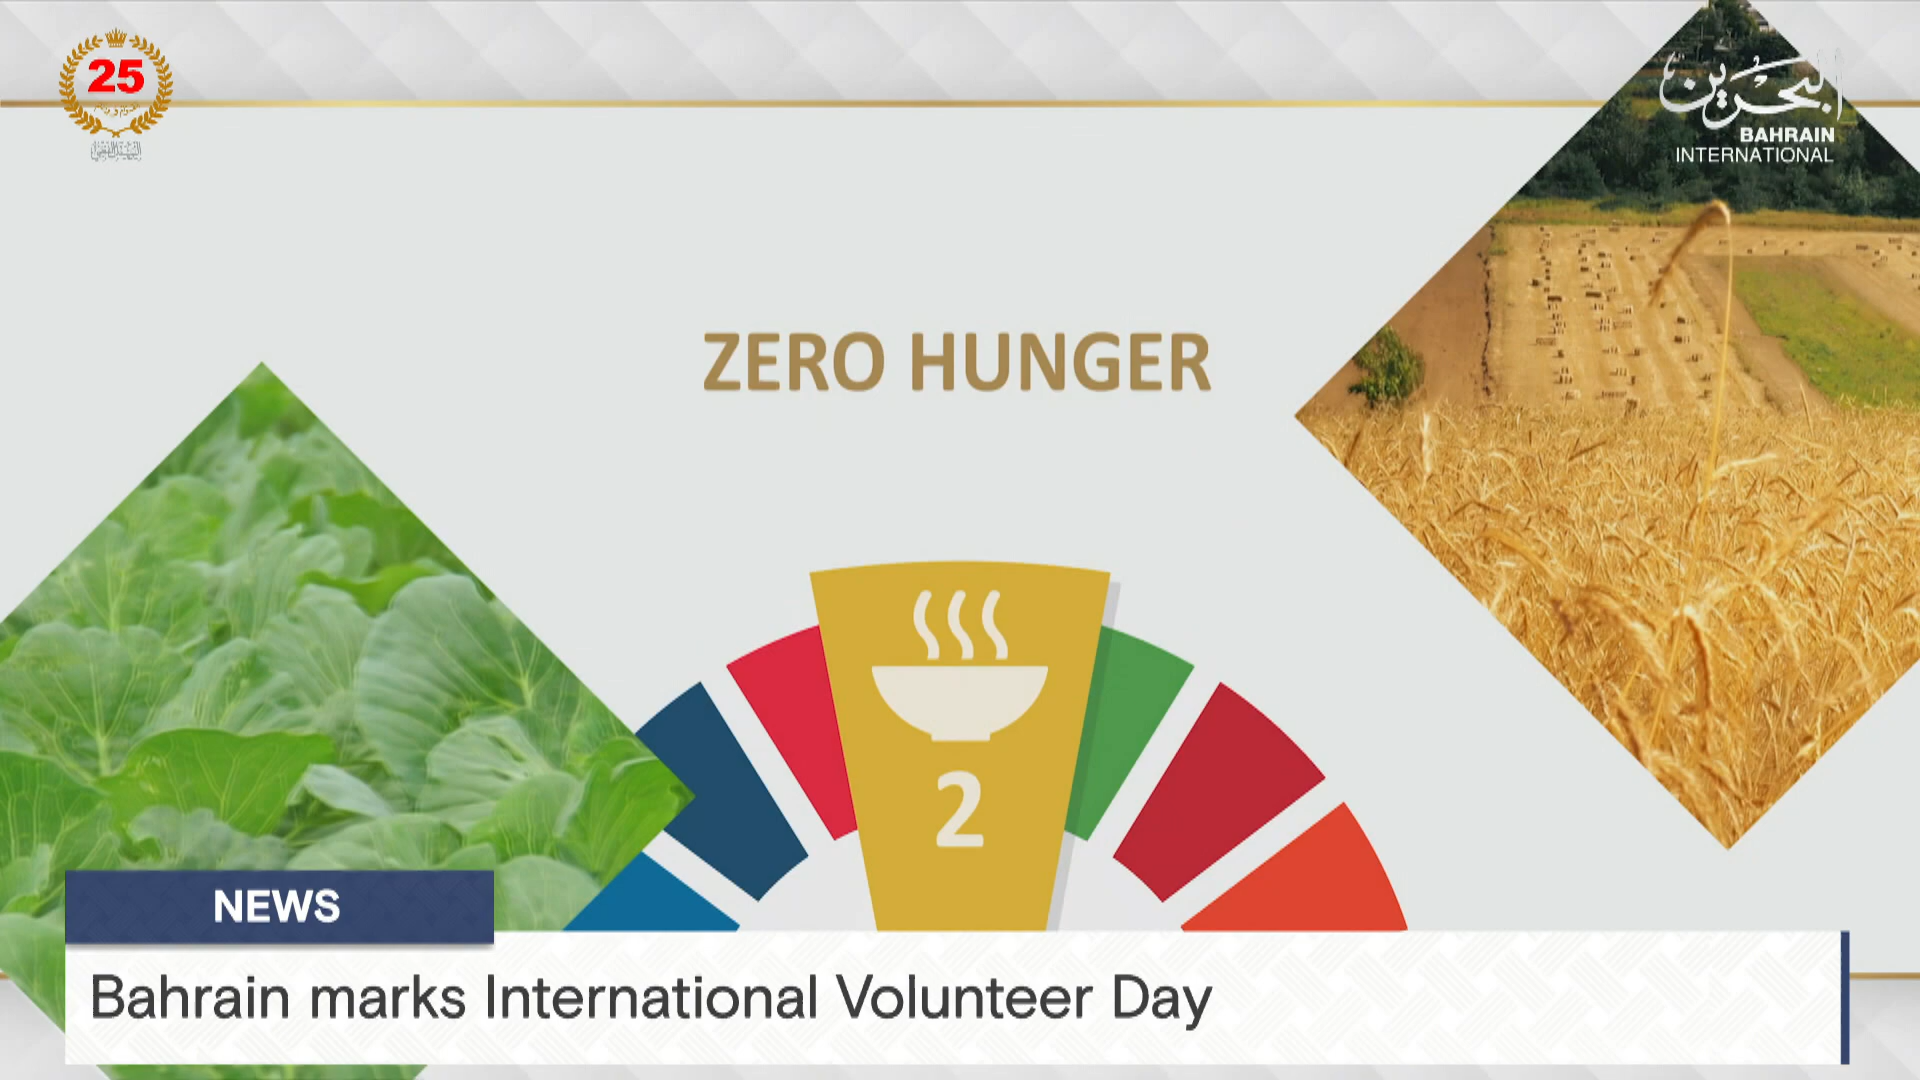 25
البحرين
BAHRAIN
INTERNATIONAL
ZERO HUNGER
2
NEWS
Bahrain marks International Volunteer Day